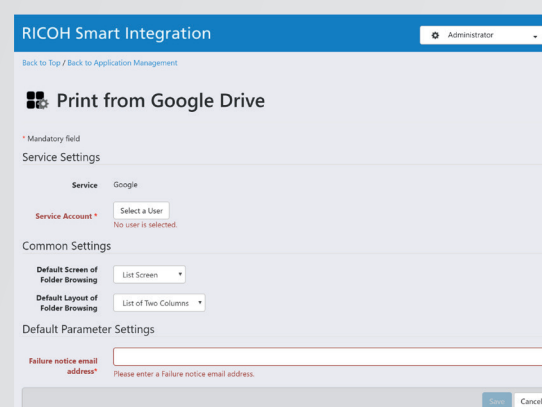 RICOH Smart Integration
Administrator
Back to Top / Back to Application Management
Print from Google Drive
* Mandatory field
Service Settings
Service Google
Service Account * Select a User
No user is selected.
Common Settings
Default Screen of
Folder Browsing List Screen
Default Layout of
Folder Browsing List of Two Columns
Default Parameter Settings
Failure notice email
address*
Please enter a Failure notice email address.
Save Cancel